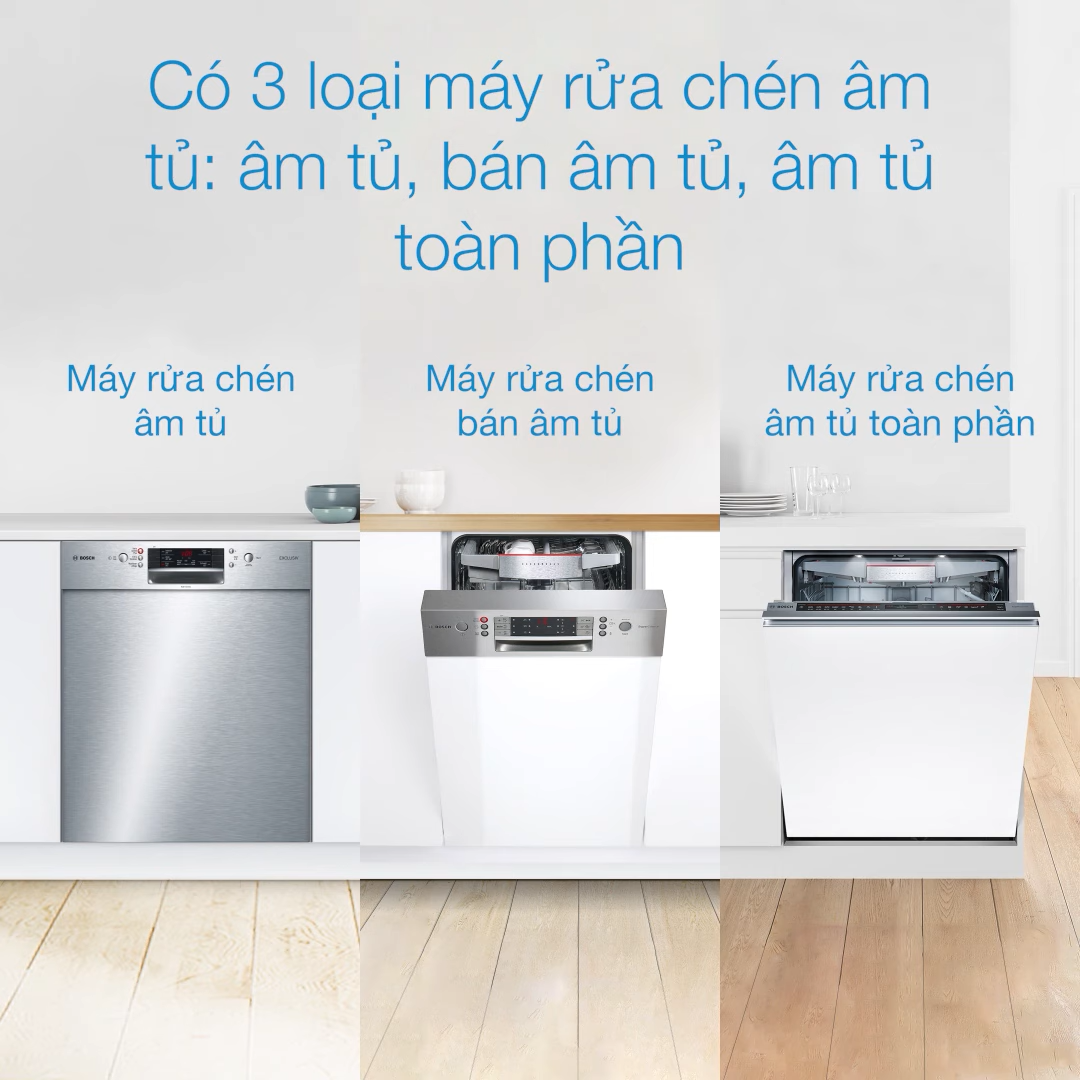 Có 3 loại máy rửa chén âm
tủ: âm tủ, bán âm tủ, âm tủ
toàn phần
Máy rửa chén
âm tủ
Máy rửa chén
bán âm tủ
Máy rửa chén
âm tủ toàn phần
BOSCH
EXCLUSIV
BOSCH
BOSCH